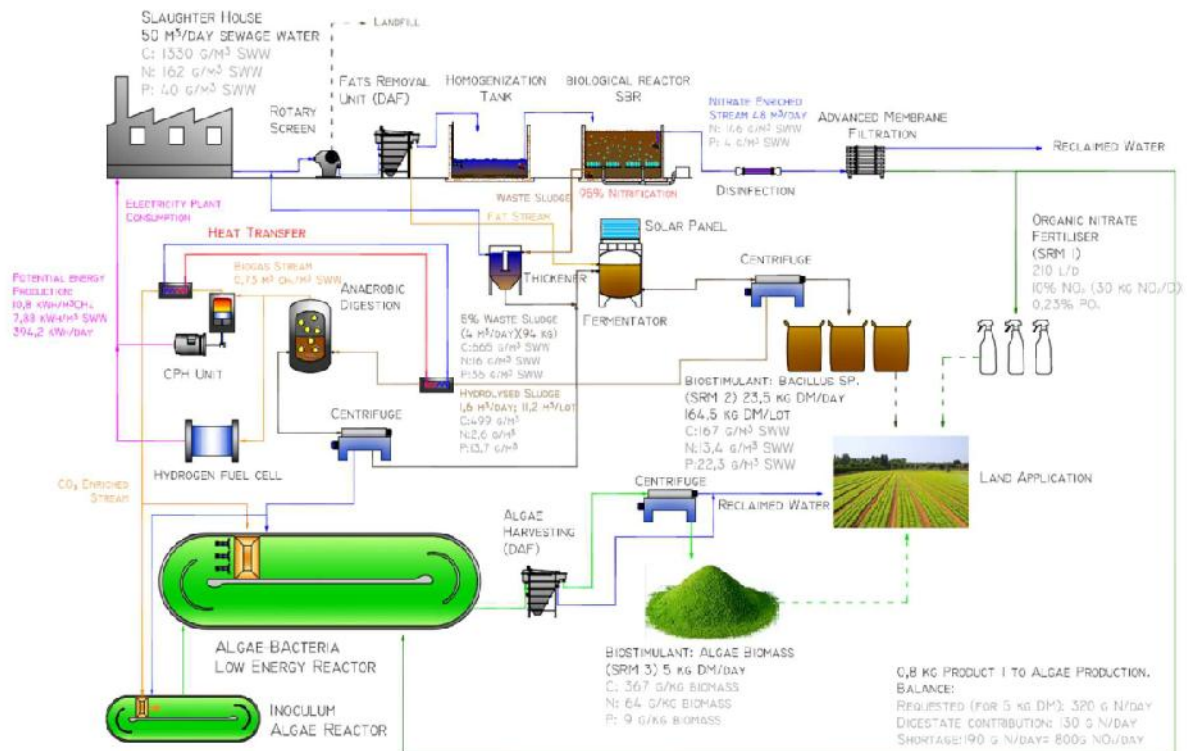 SLAUGHTER HOUSE
50 M³/DAY SEWAGE WATER
C: 1330 G/M³ SWW
N: 162 G/M³ SWW
P: 40 G/M³ SWW
LANDFILL
ROTARY
SCREEN
FATS REMOVAL
UNIT (DAF)
HOMOGENIZATION
TANK
BIOLOGICAL REACTOR
SBR
NITRATE ENRICHED
STREAM 48 M³/DAY
N: 166 G/M³ SWW
P: 4 G/M³ SWW
ADVANCED MEMBRANE
FILTRATION
RECLAIMED WATER
DISINFECTION
WASTE SLUDGE
95% NITRIFICATION
FAT STREAM
ELECTRICITY PLANT
CONSUMPTION
HEAT TRANSFER
BIOGAS STREAM
0,73 M³ CH₄/M³ SWW
POTENTIAL ENERGY
PRODUCTION:
10,8 KWH/M³CH₄
7,88 KWH/M³ SWW
394,2 KWH/DAY
CPH UNIT
ANAEROBIC
DIGESTION
THICKENER
SOLAR PANEL
FERMENTATOR
CENTRIFUGE
ORGANIC NITRATE
FERTILISER
(SRM 1)
210 L/D
10% NO₃ (30 KG NO₃/D)
0,23% PO₄
5% WASTE SLUDGE
(4 M³/DAY)(94 KG)
C:565 G/M³ SWW
N:16 G/M³ SWW
P:35 G/M³ SWW
HYDROLYSED SLUDGE
1,6 M³/DAY; 11,2 M³/LOT
C:499 G/M³
N:2,6 G/M³
P:13,7 G/M³
BIOSTIMULANT: BACILLUS SP.
(SRM 2) 23,5 KG DM/DAY
164,5 KG DM/LOT
C:167 G/M³ SWW
N:13,4 G/M³ SWW
P:22,3 G/M³ SWW
HYDROGEN FUEL CELL
CENTRIFUGE
CO₂ ENRICHED
STREAM
LAND APPLICATION
CENTRIFUGE
RECLAIMED WATER
ALGAE
HARVESTING
(DAF)
ALGAE-BACTERIA
LOW ENERGY REACTOR
INOCULUM
ALGAE REACTOR
BIOSTIMULANT: ALGAE BIOMASS
(SRM 3) 5 KG DM/DAY
C: 367 G/KG BIOMASS
N: 64 G/KG BIOMASS
P: 9 G/KG BIOMASS
0,8 KG PRODUCT 1 TO ALGAE PRODUCTION.
BALANCE:
REQUESTED (FOR 5 KG DM): 320 G N/DAY
DIGESTATE CONTRIBUTION: 130 G N/DAY
SHORTAGE:190 G N/DAY= 800G NO₃/DAY